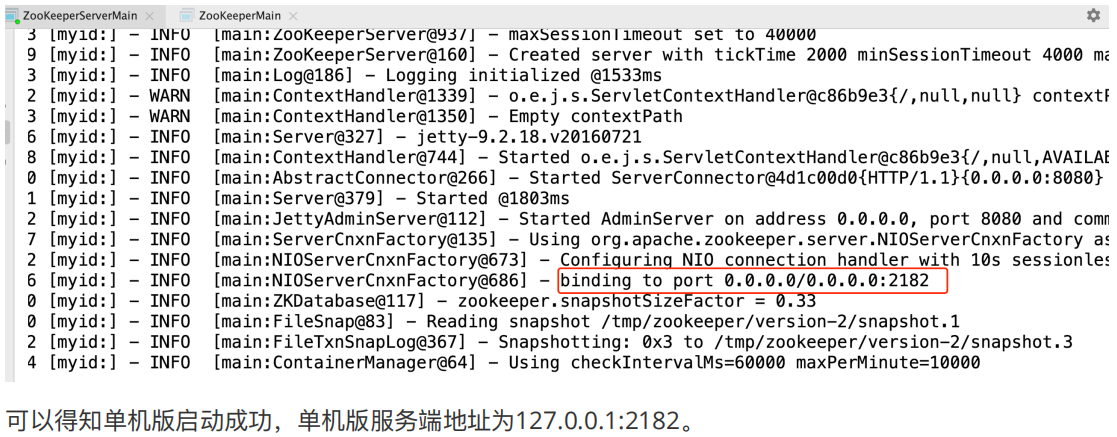 ZooKeeperServerMain × ZooKeeperMain ×
3 [myid:] - INFO [main:ZooKeeperServer@937] - maxSessionTimeout set to 40000
9 [myid:] - INFO [main:ZooKeeperServer@160] - Created server with tickTime 2000 minSessionTimeout 4000 ma
3 [myid:] - INFO [main:Log@186] - Logging initialized @1533ms
2 [myid:] - WARN [main:ContextHandler@1339] - o.e.j.s.ServletContextHandler@c86b9e3{/,null,null} contextP
3 [myid:] - WARN [main:ContextHandler@1350] - Empty contextPath
6 [myid:] - INFO [main:Server@327] - jetty-9.2.18.v20160721
8 [myid:] - INFO [main:ContextHandler@744] - Started o.e.j.s.ServletContextHandler@c86b9e3{/,null,AVAILAB
0 [myid:] - INFO [main:AbstractConnector@266] - Started ServerConnector@4d1c00d0{HTTP/1.1}{0.0.0.0:8080}
1 [myid:] - INFO [main:Server@379] - Started @1803ms
2 [myid:] - INFO [main:JettyAdminServer@112] - Started AdminServer on address 0.0.0.0, port 8080 and comm
7 [myid:] - INFO [main:ServerCnxnFactory@135] - Using org.apache.zookeeper.server.NIOServerCnxnFactory as
2 [myid:] - INFO [main:NIOServerCnxnFactory@673] - Configuring NIO connection handler with 10s sessionles
6 [myid:] - INFO [main:NIOServerCnxnFactory@686] - binding to port 0.0.0.0/0.0.0.0:2182
0 [myid:] - INFO [main:ZKDatabase@117] - zookeeper.snapshotSizeFactor = 0.33
0 [myid:] - INFO [main:FileSnap@83] - Reading snapshot /tmp/zookeeper/version-2/snapshot.1
2 [myid:] - INFO [main:FileTxnSnapLog@367] - Snapshotting: 0x3 to /tmp/zookeeper/version-2/snapshot.3
4 [myid:] - INFO [main:ContainerManager@64] - Using checkIntervalMs=60000 maxPerMinute=10000
可以得知单机版启动成功，单机版服务端地址为127.0.0.1:2182。